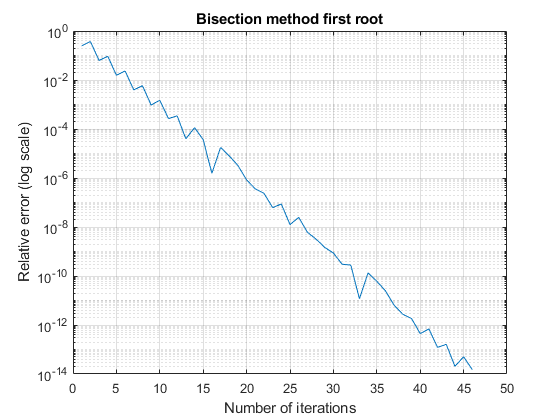 Bisection method first root
10^0
10^-2
10^-4
10^-6
10^-8
10^-10
10^-12
10^-14
Relative error (log scale)
0 5 10 15 20 25 30 35 40 45 50
Number of iterations